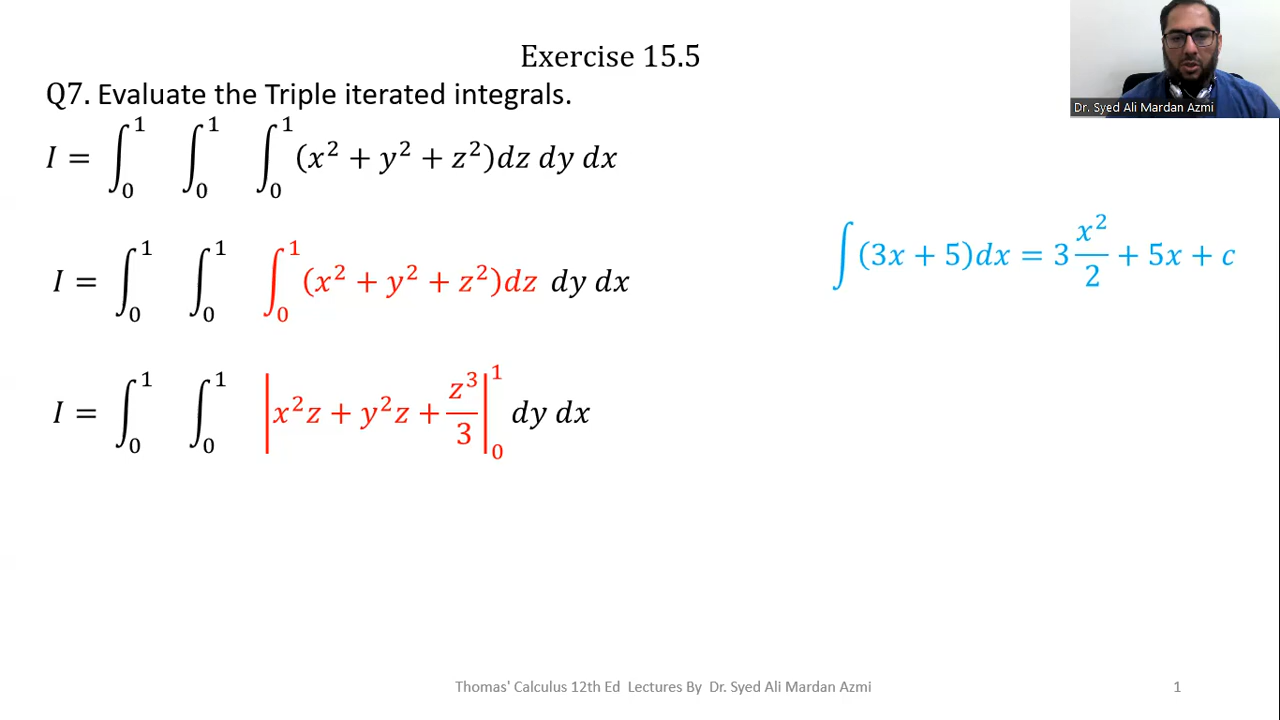 Exercise 15.5
Dr. Syed Ali Mardan Azmi
Q7. Evaluate the Triple iterated integrals.
I = ∫₀¹ ∫₀¹ ∫₀¹ (x² + y² + z²)dz dy dx
∫(3x + 5)dx = 3 x²/2 + 5x + c
I = ∫₀¹ ∫₀¹ ∫₀¹ (x² + y² + z²)dz dy dx
I = ∫₀¹ ∫₀¹ |x²z + y²z + z³/3|₀¹ dy dx
Thomas' Calculus 12th Ed Lectures By Dr. Syed Ali Mardan Azmi
1